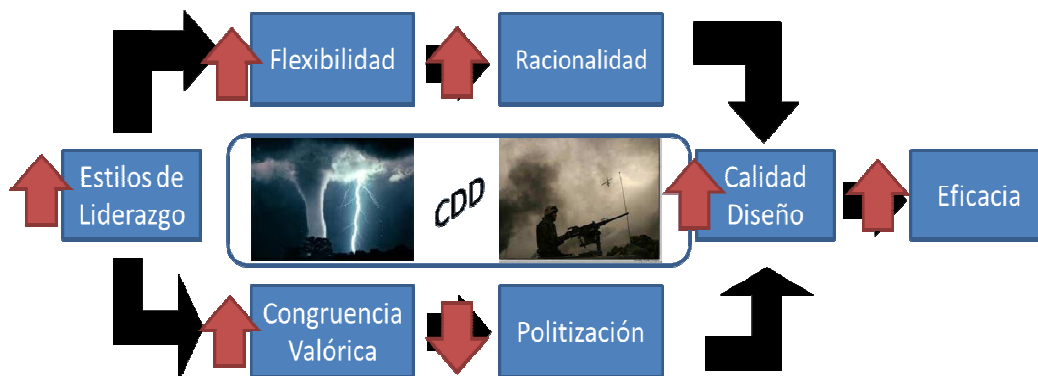 Flexibilidad
Racionalidad
Estilos de
Liderazgo
CDD
Calidad
Diseño
Eficacia
Congruencia
Valórica
Politización